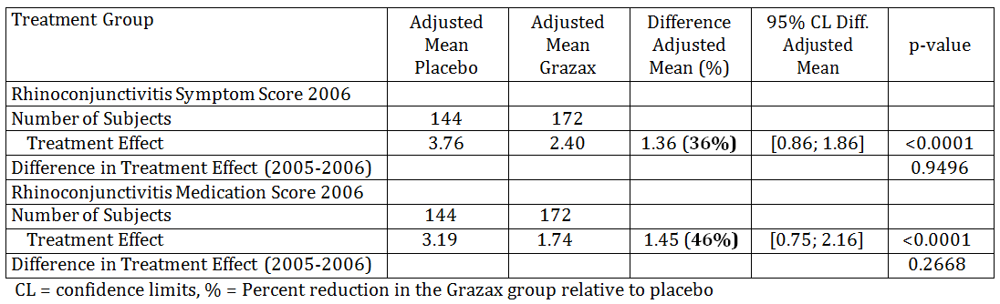 Treatment Group Adjusted Mean Placebo Adjusted Mean Grazax Difference Adjusted Mean (%) 95% CL Diff. Adjusted Mean p-value
Rhinoconjunctivitis Symptom Score 2006
Number of Subjects 144 172
Treatment Effect 3.76 2.40 1.36 (36%) [0.86; 1.86] <0.0001
Difference in Treatment Effect (2005-2006) 0.9496
Rhinoconjunctivitis Medication Score 2006
Number of Subjects 144 172
Treatment Effect 3.19 1.74 1.45 (46%) [0.75; 2.16] <0.0001
Difference in Treatment Effect (2005-2006) 0.2668
CL = confidence limits, % = Percent reduction in the Grazax group relative to placebo